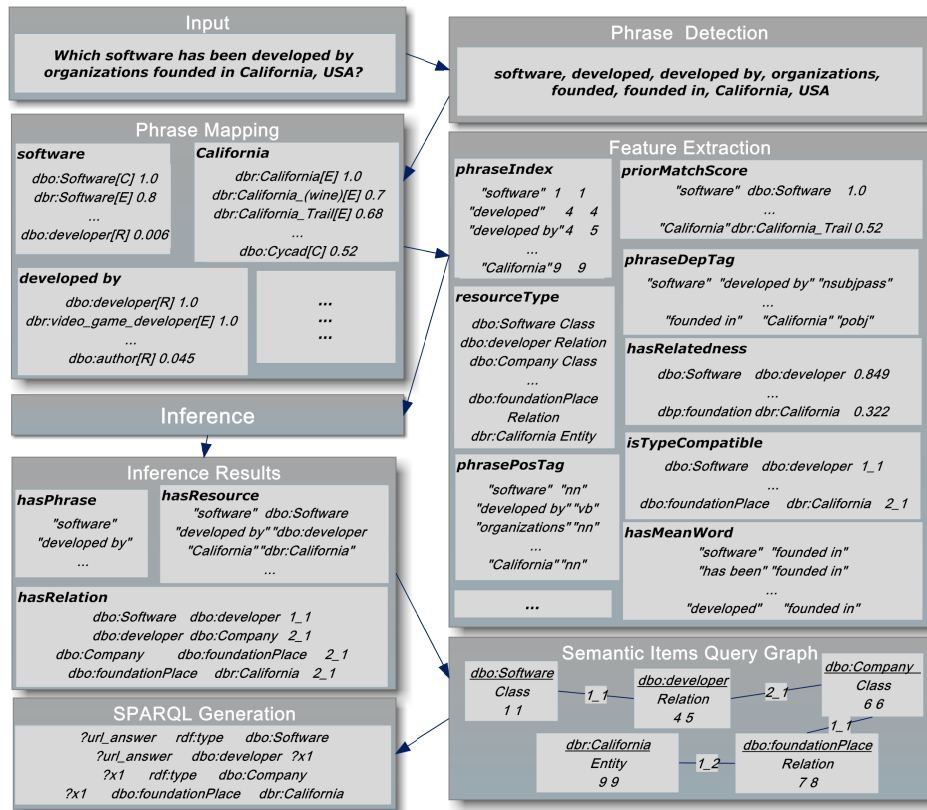 Input
Which software has been developed by
organizations founded in California, USA?
Phrase Detection
software, developed, developed by, organizations,
founded, founded in, California, USA
Phrase Mapping
software
dbo:Software[C] 1.0
dbr:Software[E] 0.8
...
dbo:developer[R] 0.006
California
dbr:California[E] 1.0
dbr:California_(wine)[E] 0.7
dbr:California_Trail[E] 0.68
...
dbo:Cycad[C] 0.52
developed by
dbo:developer[R] 1.0
dbr:video_game_developer[E] 1.0
...
dbo:author[R] 0.045
...
...
...
Feature Extraction
phraseIndex
"software" 1 1
"developed" 4 4
"developed by" 4 5
...
"California" 9 9
resourceType
dbo:Software Class
dbo:developer Relation
dbo:Company Class
...
dbo:foundationPlace
Relation
dbr:California Entity
phrasePosTag
"software" "nn"
"developed by" "vb"
"organizations" "nn"
...
"California" "nn"
...
priorMatchScore
"software" dbo:Software 1.0
...
"California" dbr:California_Trail 0.52
phraseDepTag
"software" "developed by" "nsubjpass"
...
"founded in" "California" "pobj"
hasRelatedness
dbo:Software dbo:developer 0.849
...
dbp:foundation dbr:California 0.322
isTypeCompatible
dbo:Software dbo:developer 1_1
...
dbo:foundationPlace dbr:California 2_1
hasMeanWord
"software" "founded in"
"has been" "founded in"
...
"developed" "founded in"
Inference
Inference Results
hasPhrase
"software"
"developed by"
...
hasResource
"software" dbo:Software
"developed by" "dbo:developer
"California" "dbr:California"
...
hasRelation
dbo:Software dbo:developer 1_1
dbo:developer dbo:Company 2_1
dbo:Company dbo:foundationPlace 2_1
dbo:foundationPlace dbr:California 2_1
Semantic Items Query Graph
dbo:Software
Class
1 1
1_1
dbo:developer
Relation
4 5
2_1
dbo:Company
Class
6 6
1_1
dbr:California
Entity
9 9
1_2
dbo:foundationPlace
Relation
7 8
SPARQL Generation
?url_answer rdf:type dbo:Software
?url_answer dbo:developer ?x1
?x1 rdf:type dbo:Company
?x1 dbo:foundationPlace dbr:California